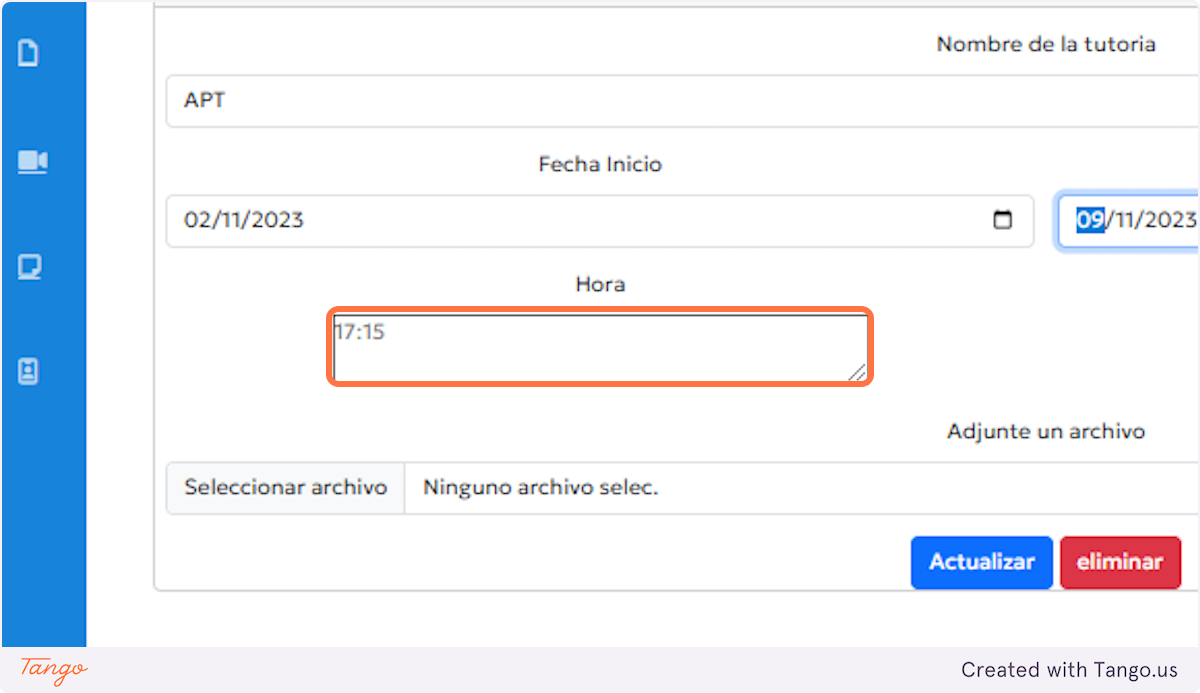 Nombre de la tutoria
APT
Fecha Inicio
02/11/2023
09/11/2023
Hora
17:15
Adjunte un archivo
Seleccionar archivo Ninguno archivo selec.
Actualizar eliminar
Tango Created with Tango.us